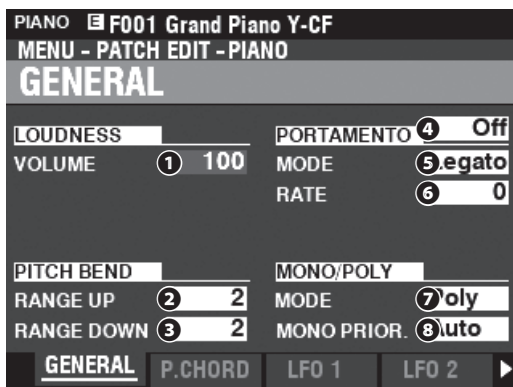 PIANO E F001 Grand Piano Y-CF
MENU - PATCH EDIT - PIANO
GENERAL
LOUDNESS
VOLUME 1 100
PORTAMENTO 4 Off
MODE 5 .egato
RATE 6 0
PITCH BEND
RANGE UP 2 2
RANGE DOWN 3 2
MONO/POLY
MODE 7 Poly
MONO PRIOR. 8 Auto
GENERAL P.CHORD LFO 1 LFO 2